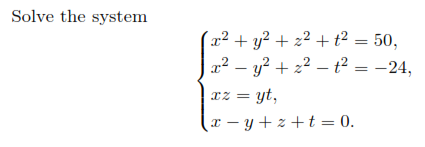 Solve the system
x² + y² + z² + t² = 50,
x² − y² + z² − t² = −24,
xz = yt,
x − y + z + t = 0.